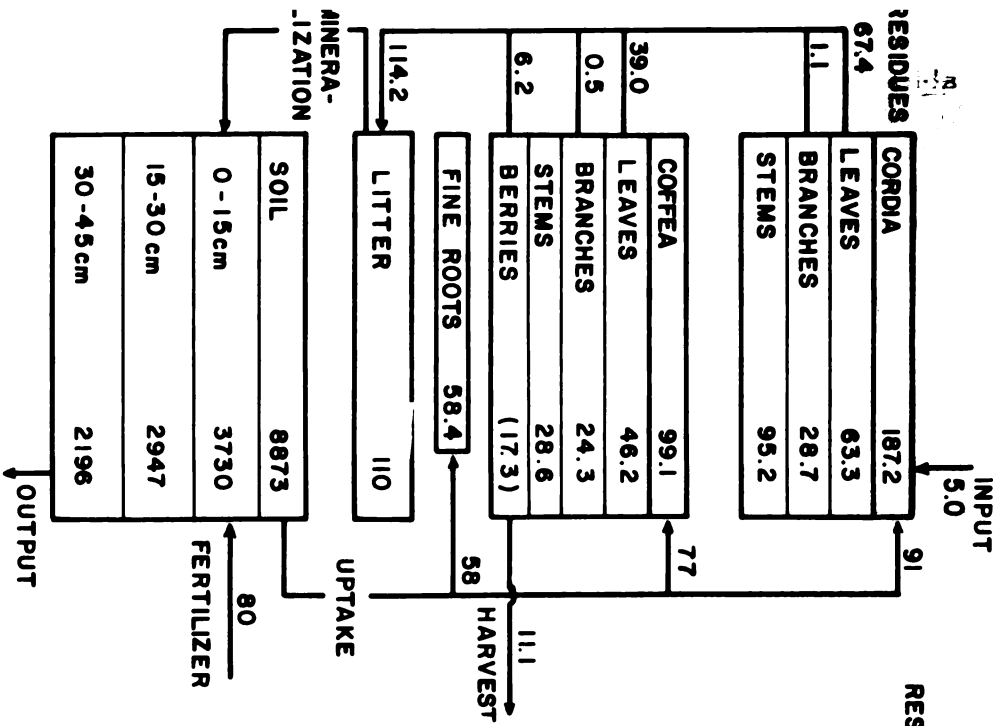 INPUT
5.0
RESIDUES
CORDIA 187.2
91
67.4
LEAVES 63.3
1.1
BRANCHES 28.7
STEMS 95.2
COFFEA 99.1
77
39.0
LEAVES 46.2
0.5
BRANCHES 24.3
STEMS 28.6
6.2
BERRIES (17.3)
11.1
HARVEST
FINE ROOTS 58.4
58
114.2
LITTER 110
UPTAKE
MINERA-
LIZATION
SOIL 8873
0-15cm 3730
80
FERTILIZER
15-30cm 2947
30-45cm 2196
OUTPUT
RES